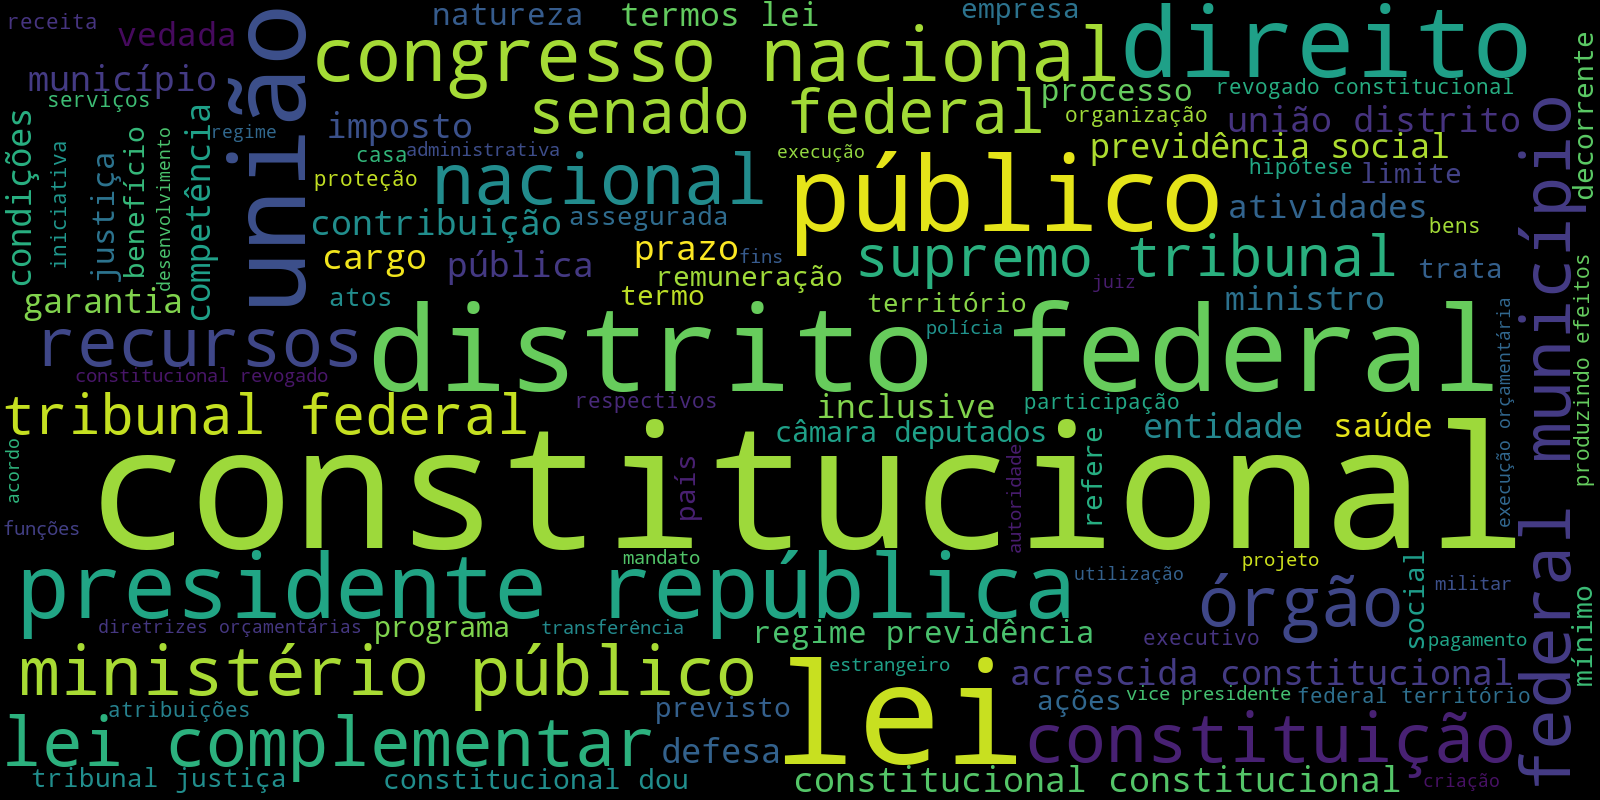 receita
natureza
termos lei
empresa
direito
vedada
união
congresso nacional
município
serviços
condições
iniciativa
justiça
benefício
desenvolvimento
competência
regime
imposto
senado federal
processo
revogado constitucional
decorrente
organização
união distrito
casa
administrativa
execução
previdência social
proteção
nacional
público
hipótese
limite
contribuição
assegurada
atividades
bens
cargo
pública
prazo
fins
supremo tribunal
trata
remuneração
juiz
garantia
atos
termo
território
ministro
recursos
distrito federal
polícia
execução orçamentária
federal município
produzindo efeitos
constitucional revogado
tribunal federal
respectivos
inclusive
participação
câmara deputados
entidade
saúde
acordo
constitucional
país
autoridade
refere
funções
presidente república
mandato
utilização
projeto
órgão
social
militar
mínimo
diretrizes orçamentárias
programa
transferência
regime previdência
executivo
pagamento
ministério público
lei
estrangeiro
acrescida constitucional
atribuições
previsto
ações
vice presidente
federal território
lei complementar
defesa
constituição
tribunal justiça
constitucional dou
constitucional constitucional
criação